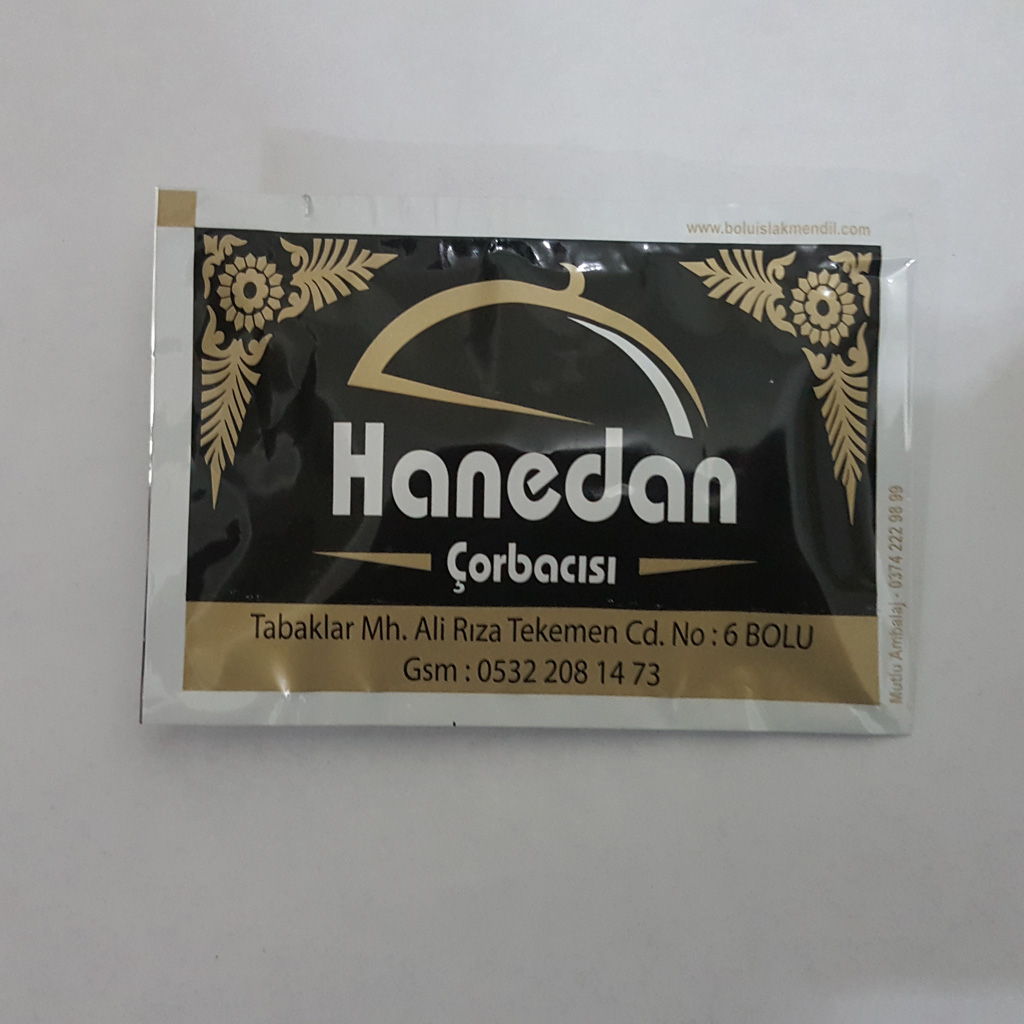 www.boluislakmendil.com
Hanedan
Çorbacısı
Tabaklar Mh. Ali Rıza Tekemen Cd. No : 6 BOLU
Gsm : 0532 208 14 73
Mutlu Ambalaj - 0374 222 98 99